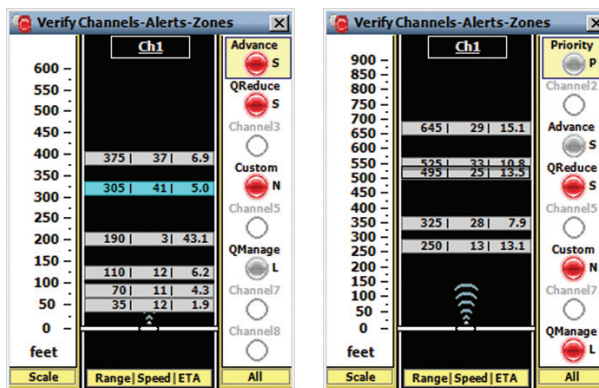 Verify Channels-Alerts-Zones
Ch1
600
550
500
450
400
350
300
250
200
150
100
50
0
feet
Scale
375 | 37 | 6.9
305 | 41 | 5.0
190 | 3 | 43.1
110 | 12 | 6.2
70 | 11 | 4.3
35 | 12 | 1.9
Range | Speed | ETA
Advance
S
QReduce
S
Channel3
Custom
N
Channel5
QManage
L
Channel7
Channel8
All
Verify Channels-Alerts-Zones
Ch1
900
850
800
750
700
650
600
550
500
450
400
350
300
250
200
150
100
50
0
feet
Scale
645 | 29 | 15.1
525 | 33 | 10.8
495 | 25 | 13.5
325 | 28 | 7.9
250 | 13 | 13.1
Range | Speed | ETA
Priority
P
Channel2
Advance
S
QReduce
S
Channel5
Custom
N
Channel7
QManage
L
All